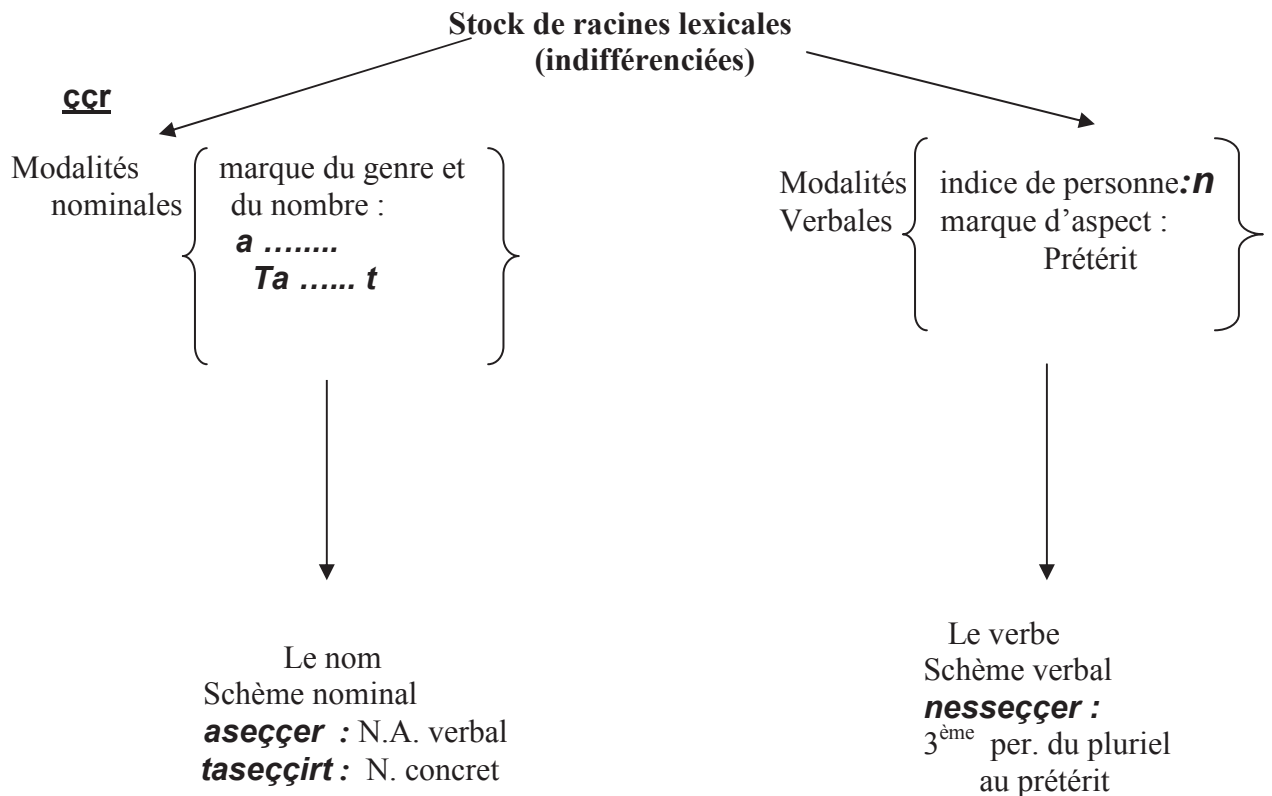 Stock de racines lexicales
(indifférenciées)
ççr
Modalités
nominales
marque du genre et
du nombre :
a ........
Ta ...... t
Modalités
Verbales
indice de personne:n
marque d’aspect :
Prétérit
Le nom
Schème nominal
aseççer : N.A. verbal
taseççirt : N. concret
Le verbe
Schème verbal
nesseççer :
3ème per. du pluriel
au prétérit